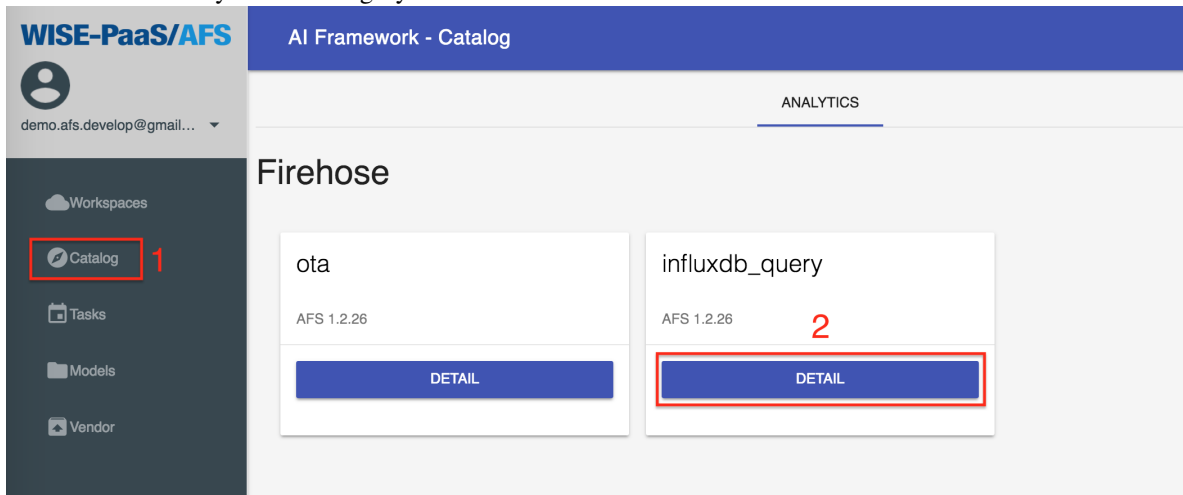 WISE-PaaS/AFS
AI Framework - Catalog
demo.afs.develop@gmail...
ANALYTICS
Firehose
Workspaces
Catalog
1
Tasks
Models
Vendor
ota
AFS 1.2.26
DETAIL
influxdb_query
AFS 1.2.26
2
DETAIL